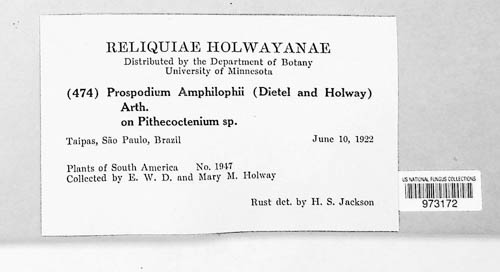 RELIQUIAE HOLWAYANAE
Distributed by the Department of Botany
University of Minnesota
(474) Prospodium Amphilophii (Dietel and Holway)
Arth.
on Pithecoctenium sp.
Taipas, São Paulo, Brazil June 10, 1922
Plants of South America No. 1947
Collected by E. W. D. and Mary M. Holway
Rust det. by H. S. Jackson
US NATIONAL FUNGUS COLLECTIONS
973172